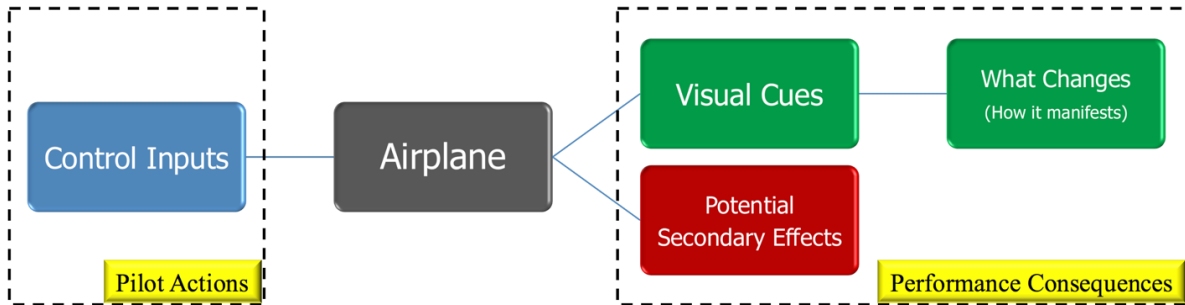 Control Inputs
Airplane
Visual Cues
What Changes
(How it manifests)
Potential
Secondary Effects
Pilot Actions
Performance Consequences